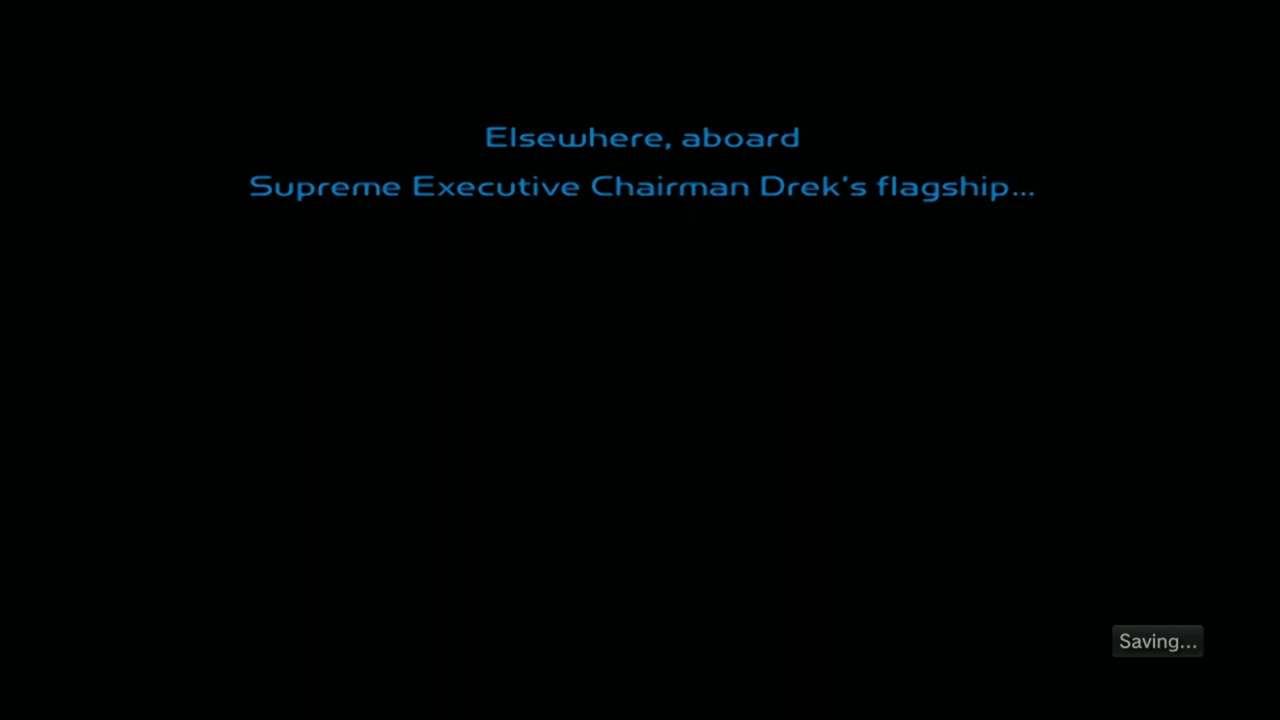 Elsewhere, aboard
Supreme Executive Chairman Drek's flagship...
Saving...